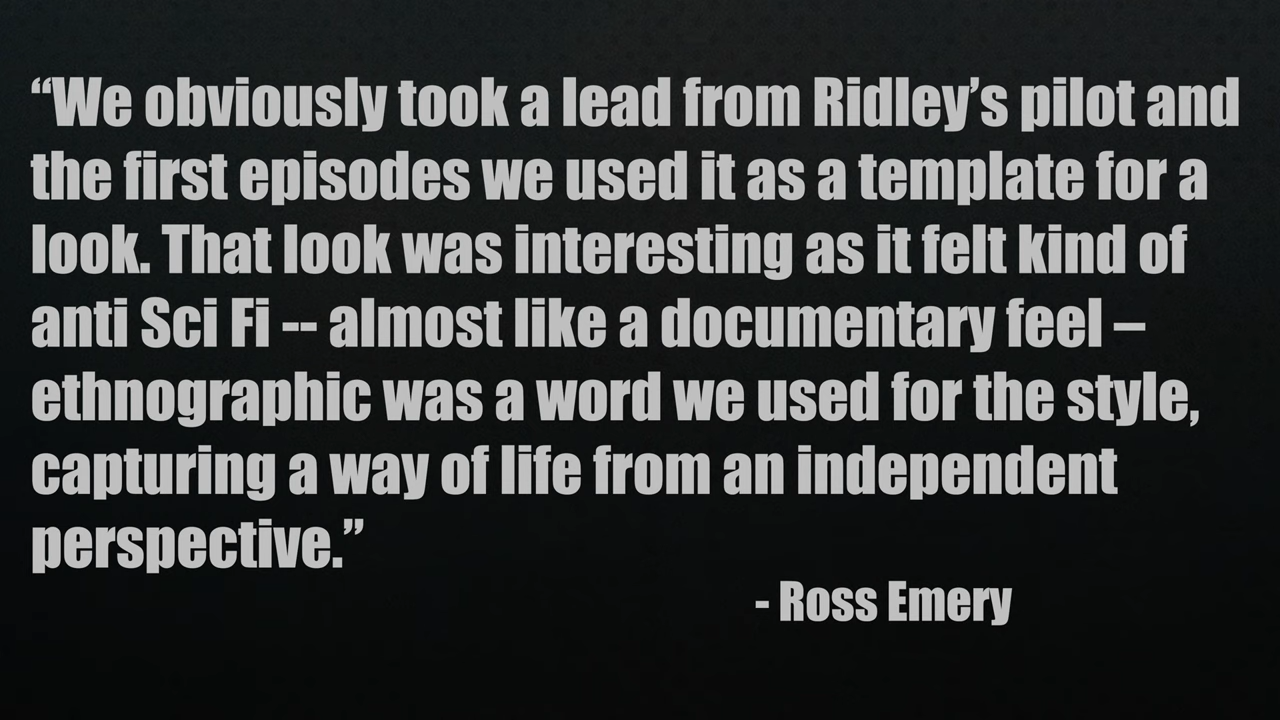 “We obviously took a lead from Ridley’s pilot and
the first episodes we used it as a template for a
look. That look was interesting as it felt kind of
anti Sci Fi -- almost like a documentary feel –
ethnographic was a word we used for the style,
capturing a way of life from an independent
perspective.”
- Ross Emery